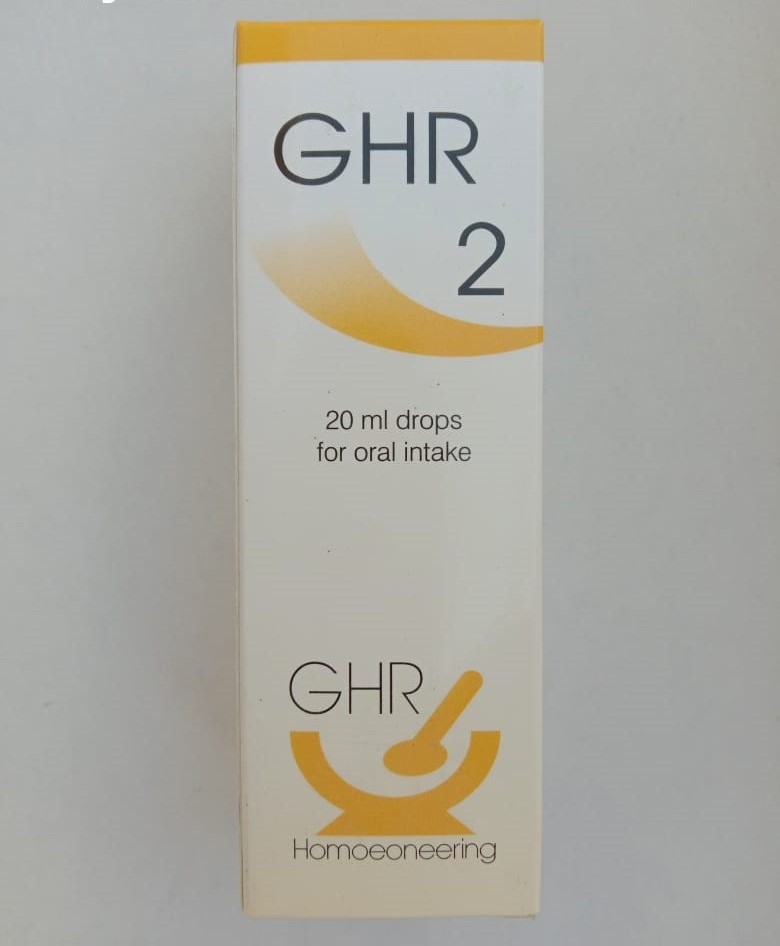 GHR
2
20 ml drops
for oral intake
GHR
Homoeoneering